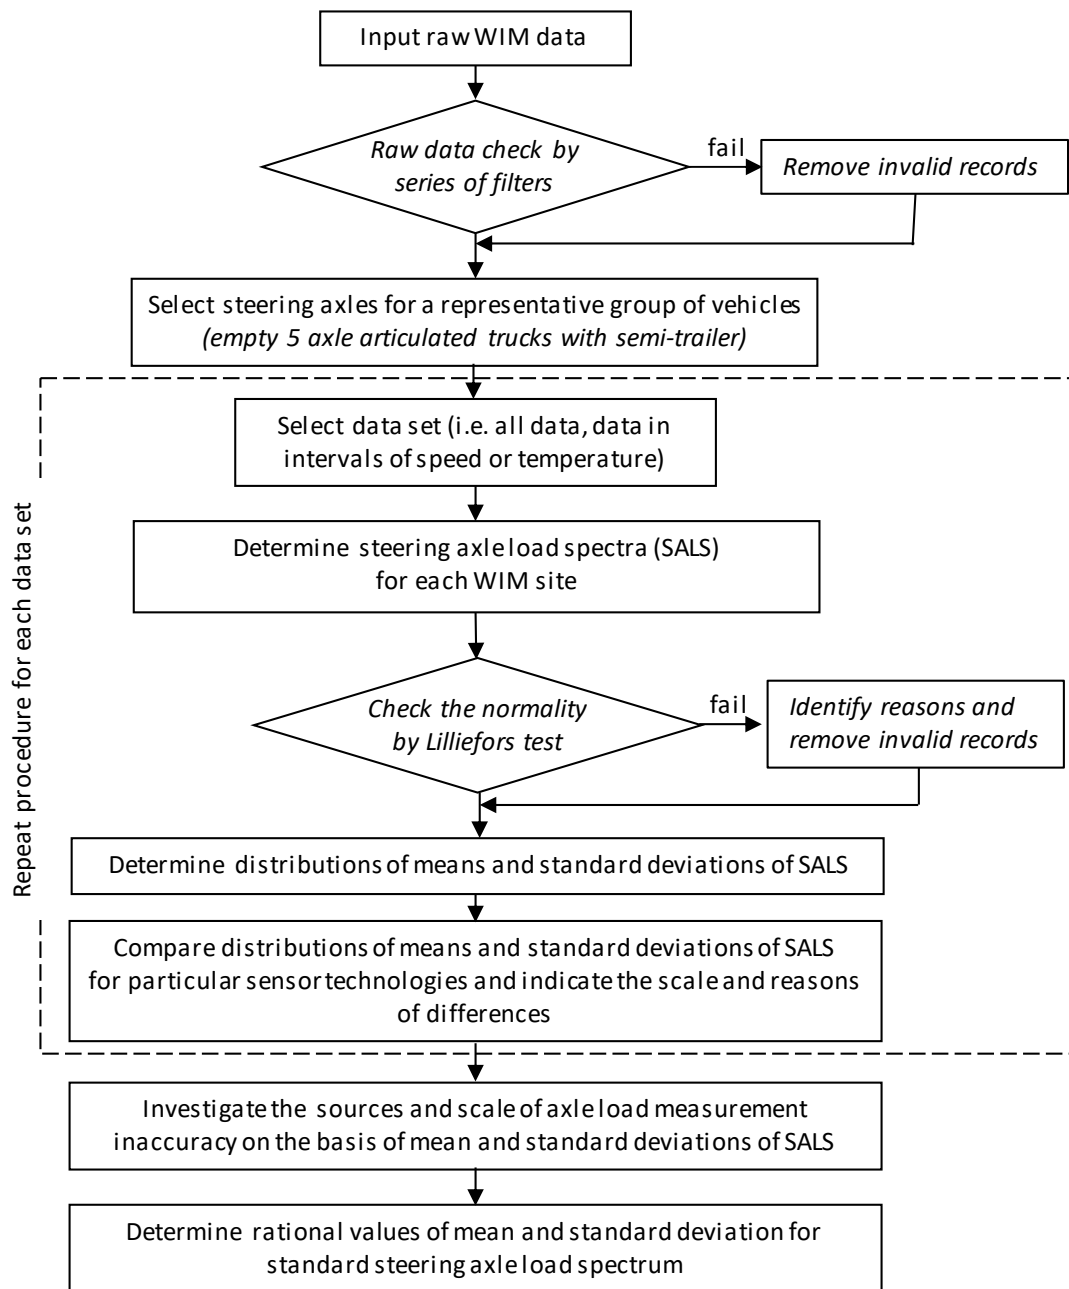 Input raw WIM data
Raw data check by
series of filters
fail
Remove invalid records
Select steering axles for a representative group of vehicles
(empty 5 axle articulated trucks with semi-trailer)
Repeat procedure for each data set
Select data set (i.e. all data, data in
intervals of speed or temperature)
Determine steering axle load spectra (SALS)
for each WIM site
Check the normality
by Lilliefors test
fail
Identify reasons and
remove invalid records
Determine distributions of means and standard deviations of SALS
Compare distributions of means and standard deviations of SALS
for particular sensor technologies and indicate the scale and reasons
of differences
Investigate the sources and scale of axle load measurement
inaccuracy on the basis of mean and standard deviations of SALS
Determine rational values of mean and standard deviation for
standard steering axle load spectrum